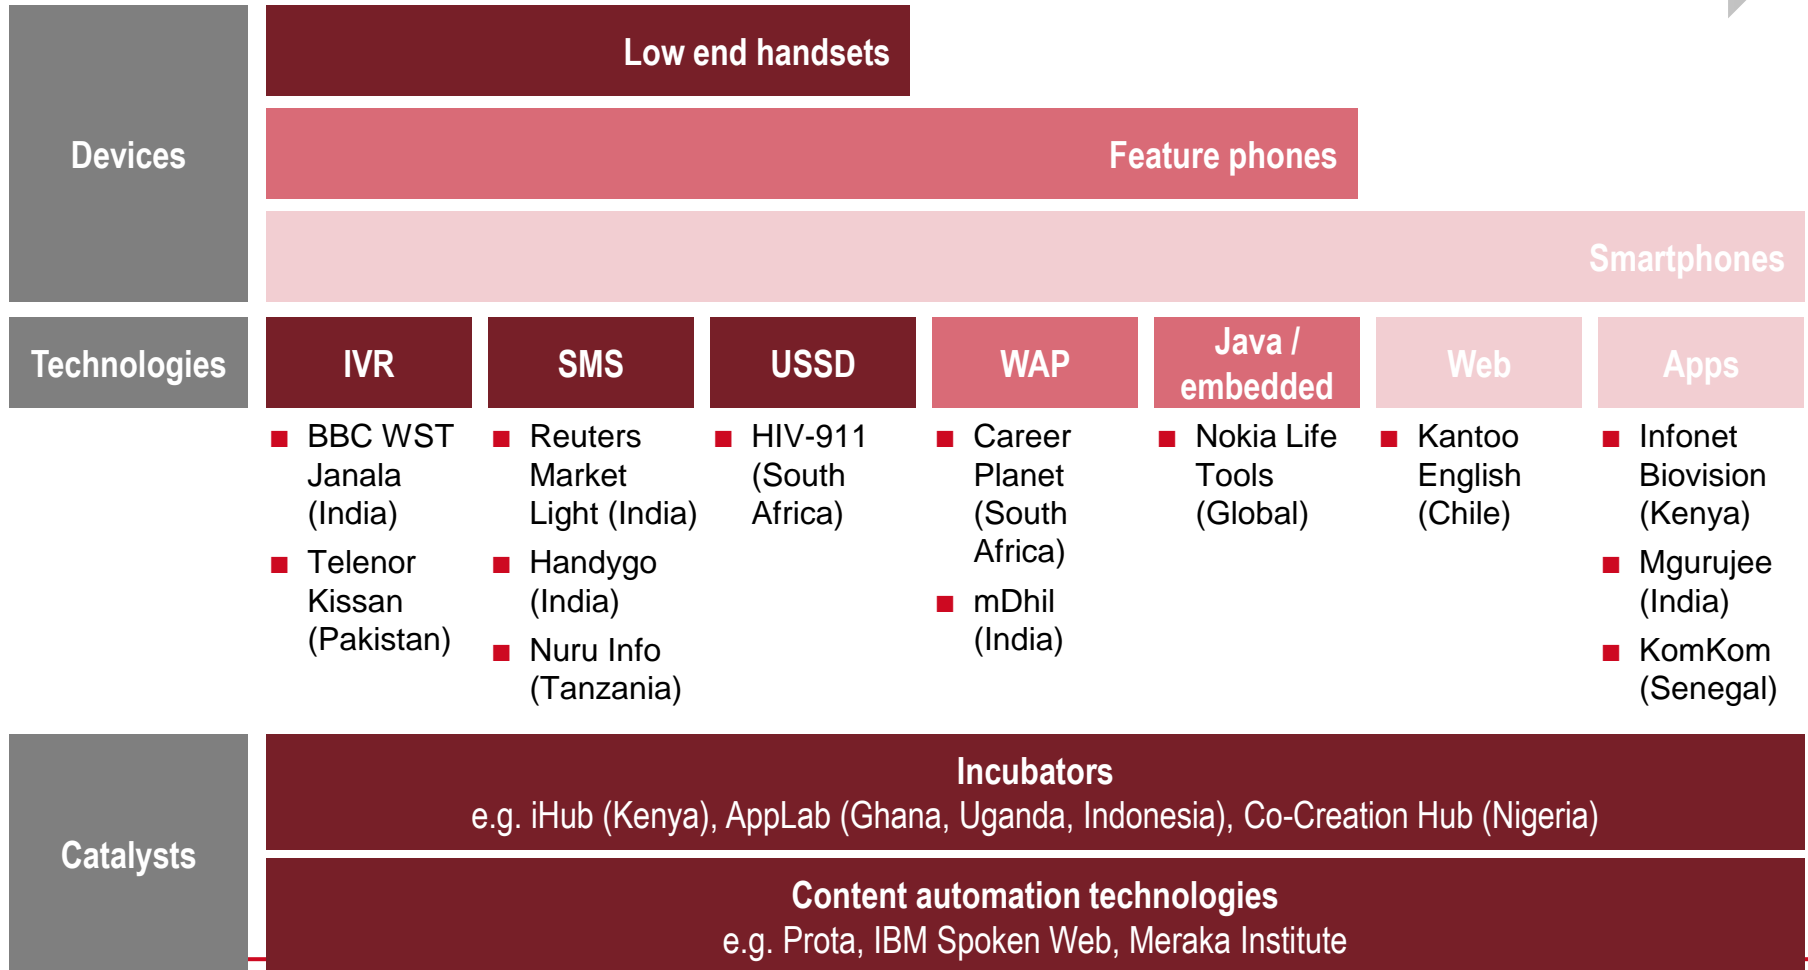 Devices
Low end handsets
Feature phones
Smartphones
Technologies
IVR
SMS
USSD
WAP
Java /
embedded
Web
Apps
■ BBC WST
Janala
(India)
■ Telenor
Kissan
(Pakistan)
■ Reuters
Market
Light (India)
■ Handygo
(India)
■ Nuru Info
(Tanzania)
■ HIV-911
(South
Africa)
■ Career
Planet
(South
Africa)
■ mDhil
(India)
■ Nokia Life
Tools
(Global)
■ Kantoo
English
(Chile)
■ Infonet
Biovision
(Kenya)
■ Mgurujee
(India)
■ KomKom
(Senegal)
Catalysts
Incubators
e.g. iHub (Kenya), AppLab (Ghana, Uganda, Indonesia), Co-Creation Hub (Nigeria)
Content automation technologies
e.g. Prota, IBM Spoken Web, Meraka Institute